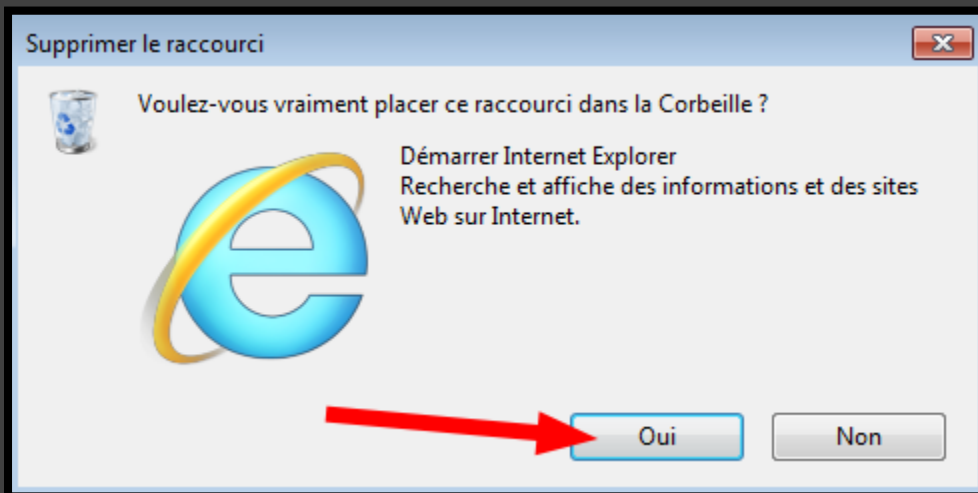 Supprimer le raccourci
Voulez-vous vraiment placer ce raccourci dans la Corbeille ?
Démarrer Internet Explorer
Recherche et affiche des informations et des sites
Web sur Internet.
Oui
Non